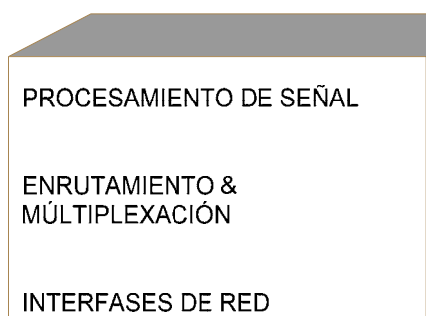 PROCESAMIENTO DE SEÑAL
ENRUTAMIENTO &
MÚLTIPLEXACIÓN
INTERFASES DE RED